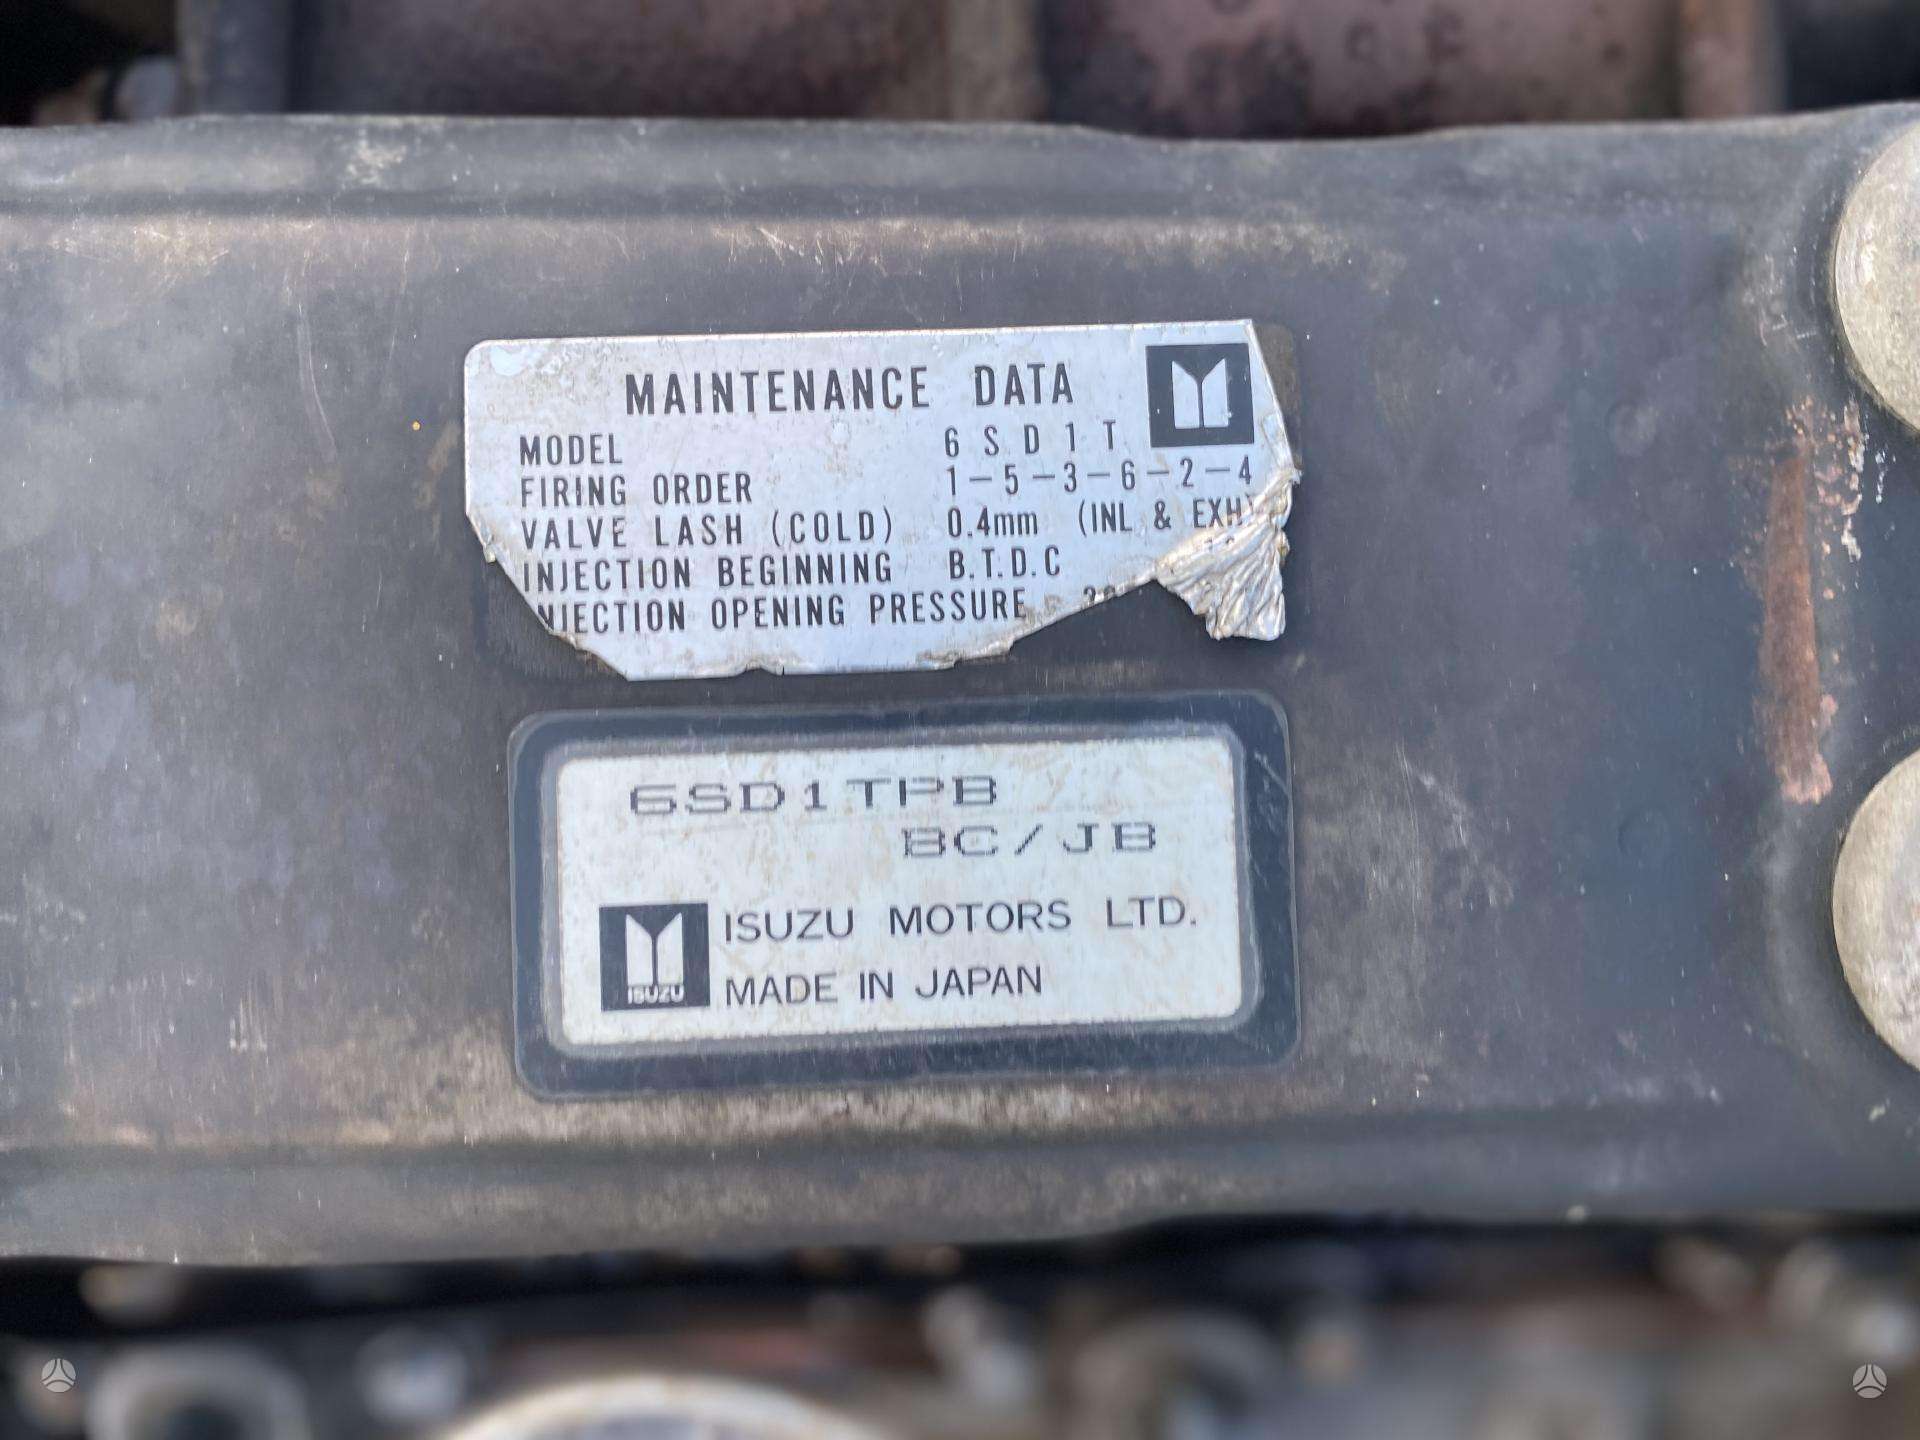 MAINTENANCE DATA
MODEL 6SD1T
FIRING ORDER 1-5-3-6-2-4
VALVE LASH (COLD) 0.4mm (INL & EXH)
INJECTION BEGINNING B.T.D.C
INJECTION OPENING PRESSURE
6SD1TPB
BC/JB
ISUZU MOTORS LTD.
ISUZU
MADE IN JAPAN